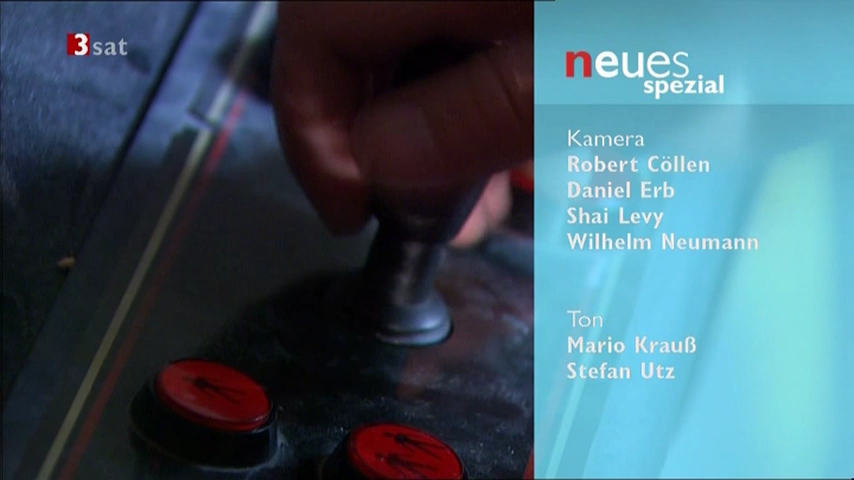 3sat
neues
spezial
Kamera
Robert Cöllen
Daniel Erb
Shai Levy
Wilhelm Neumann
Ton
Mario Krauß
Stefan Utz